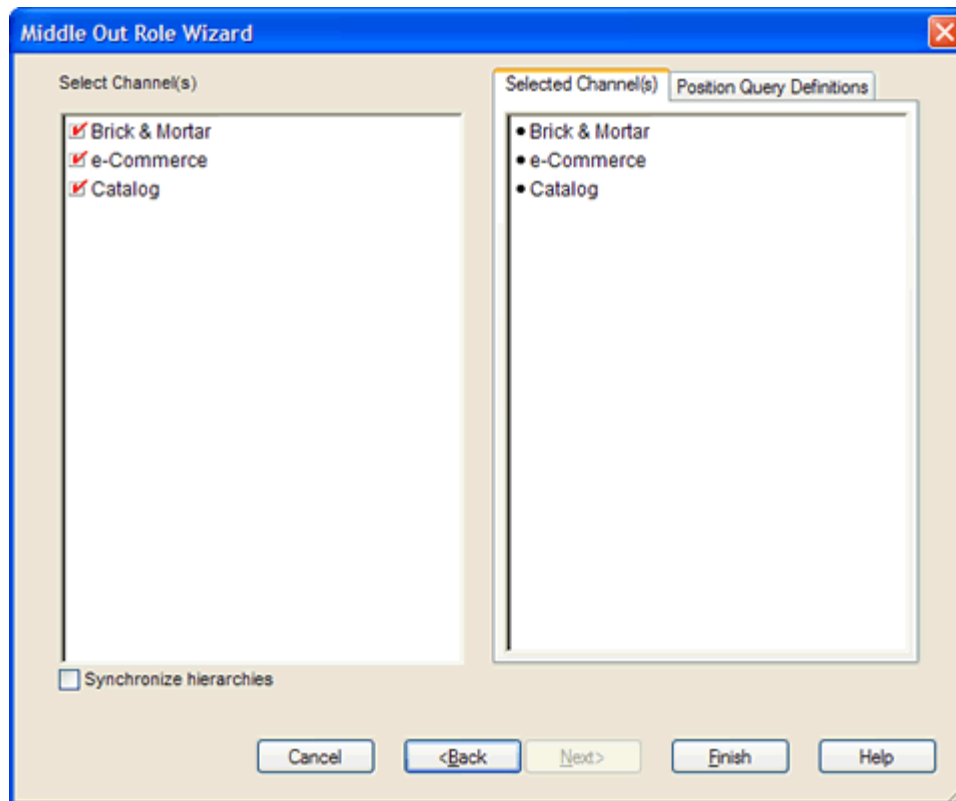 Middle Out Role Wizard
Select Channel(s)
Selected Channel(s)
Position Query Definitions
Brick & Mortar
e-Commerce
Catalog
• Brick & Mortar
• e-Commerce
• Catalog
Synchronize hierarchies
Cancel
<Back
Next>
Finish
Help